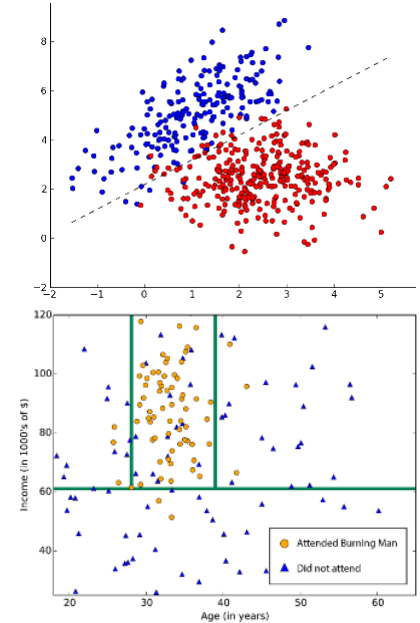 8
6
4
2
0
−2
−2 −1 0 1 2 3 4 5
120
100
80
60
40
Income (in 1000's of $)
Attended Burning Man
Did not attend
20 30 40 50 60
Age (in years)